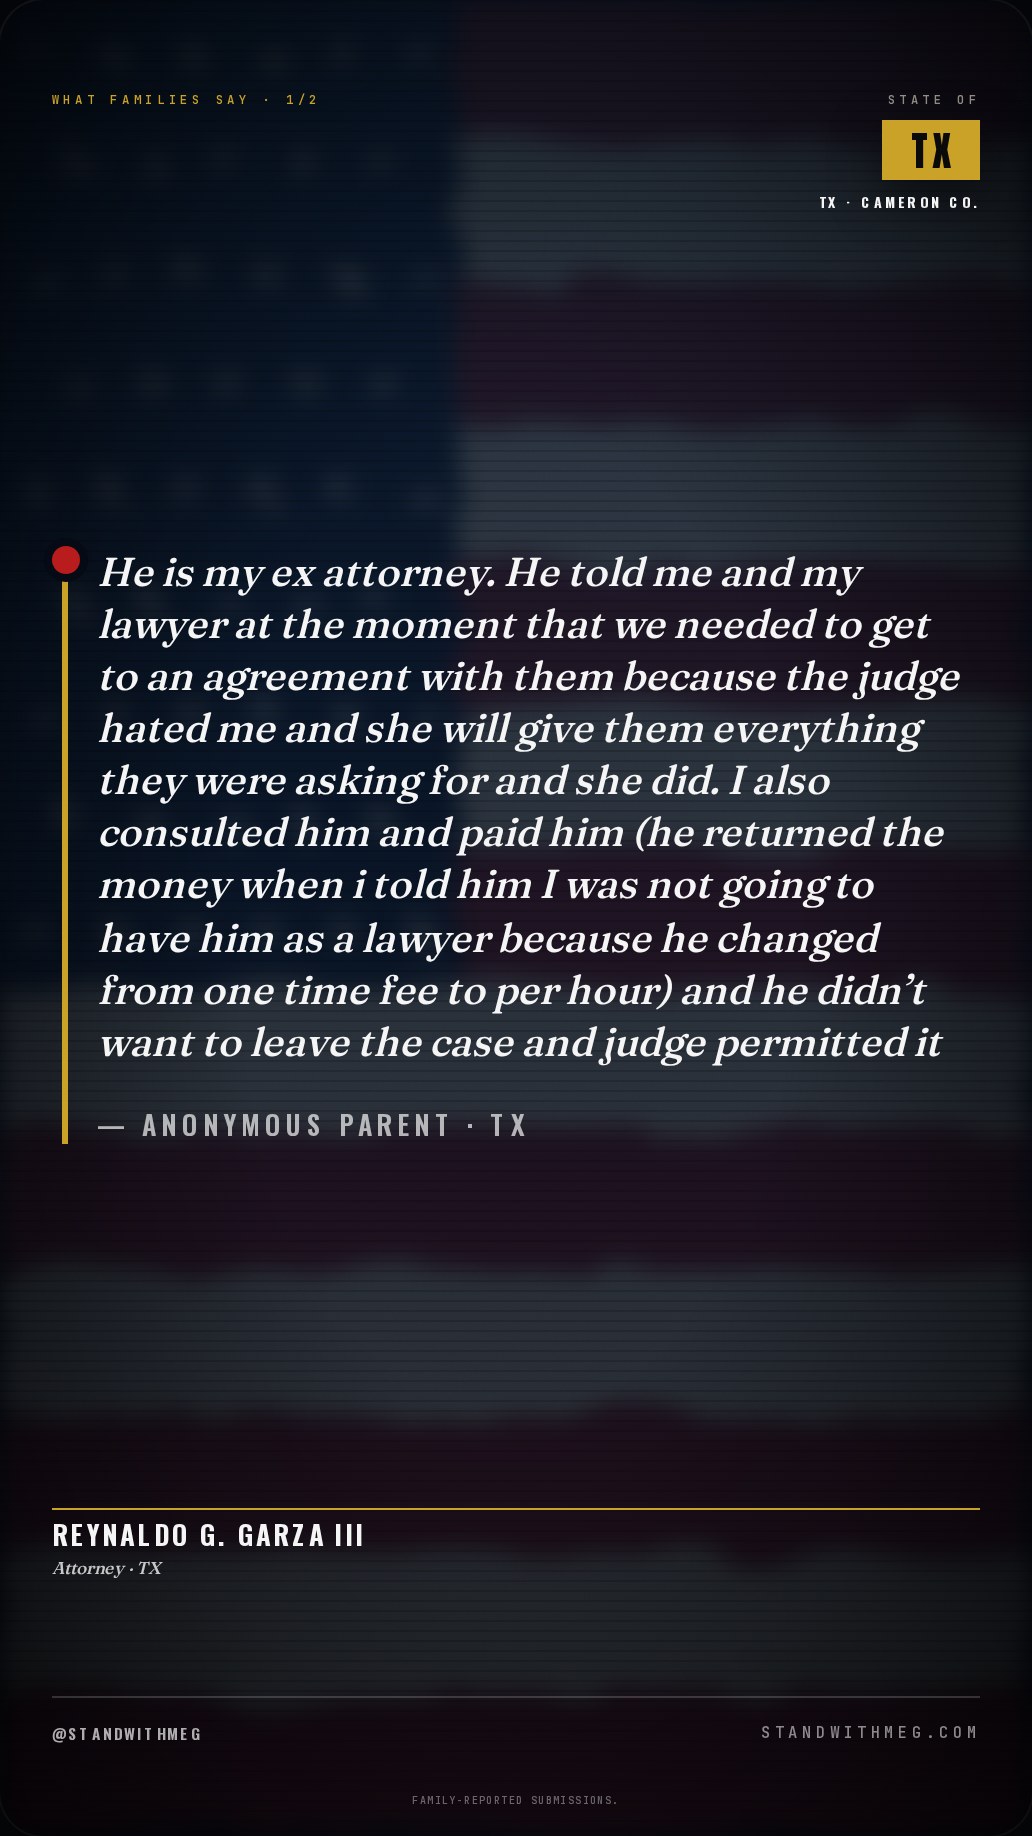 WHAT FAMILIES SAY · 1/2
STATE OF
TX
TX · CAMERON CO.
He is my ex attorney. He told me and my
lawyer at the moment that we needed to get
to an agreement with them because the judge
hated me and she will give them everything
they were asking for and she did. I also
consulted him and paid him (he returned the
money when i told him I was not going to
have him as a lawyer because he changed
from one time fee to per hour) and he didn’t
want to leave the case and judge permitted it
— ANONYMOUS PARENT · TX
REYNALDO G. GARZA III
Attorney · TX
@STANDWITHMEG
STANDWITHMEG.COM
FAMILY-REPORTED SUBMISSIONS.